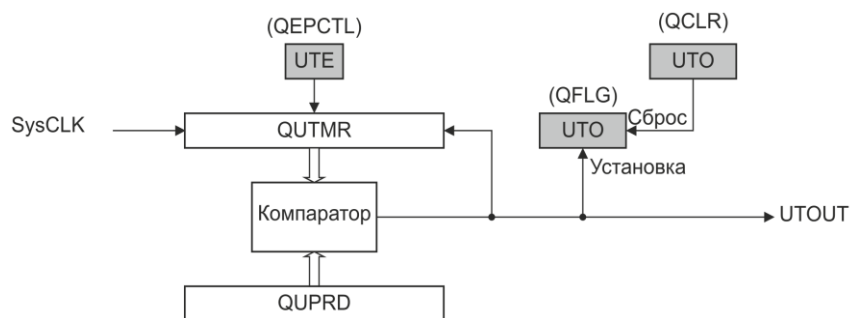 (QEPCTL)
(QCLR)
UTE
UTO
(QFLG)
SysCLK
QUTMR
UTO
Сброс
Установка
Компаратор
UTOUT
QUPRD